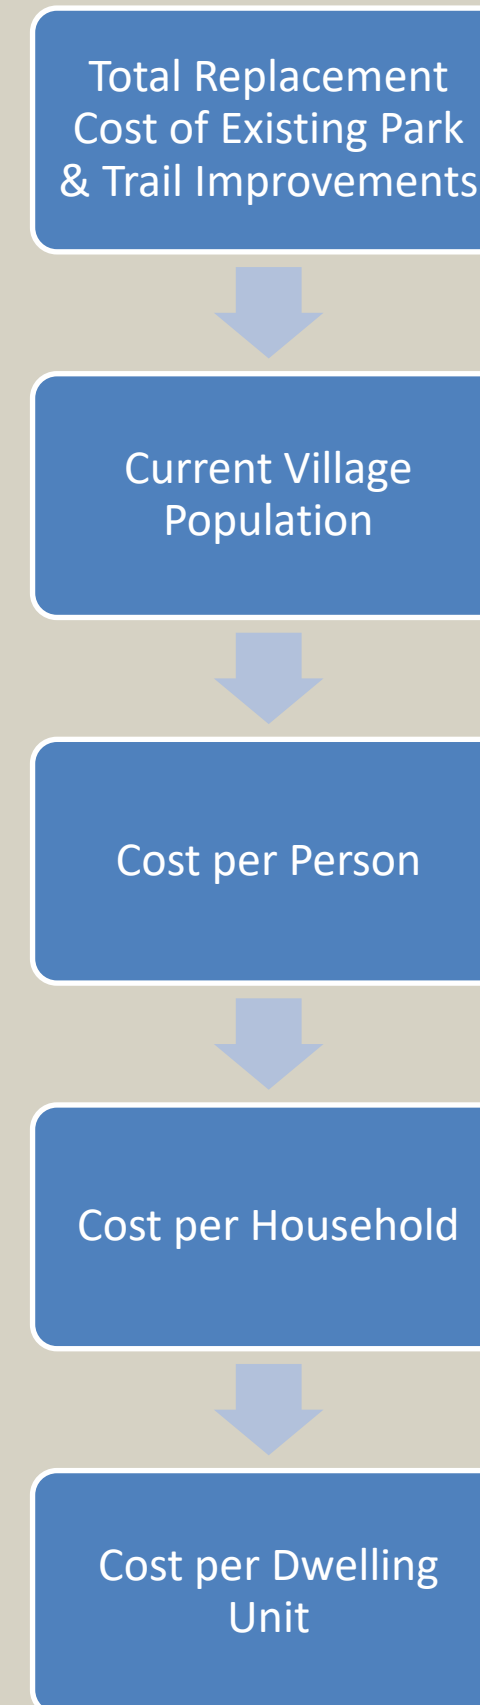 Total Replacement
Cost of Existing Park
& Trail Improvements
Current Village
Population
Cost per Person
Cost per Household
Cost per Dwelling
Unit